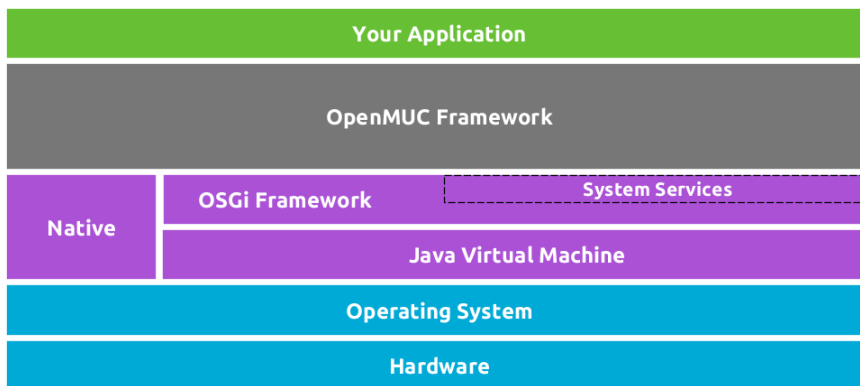 Your Application
OpenMUC Framework
System Services
OSGi Framework
Native
Java Virtual Machine
Operating System
Hardware